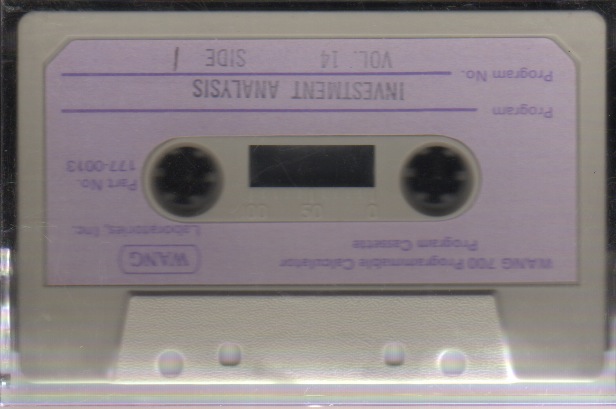 WANG 700 Programmable Calculator
Program Cassette
WANG
Laboratories, Inc.
0 50 100
Part No.
177-0013
Program INVESTMENT ANALYSIS
Program No. VOL. 14 SIDE 1